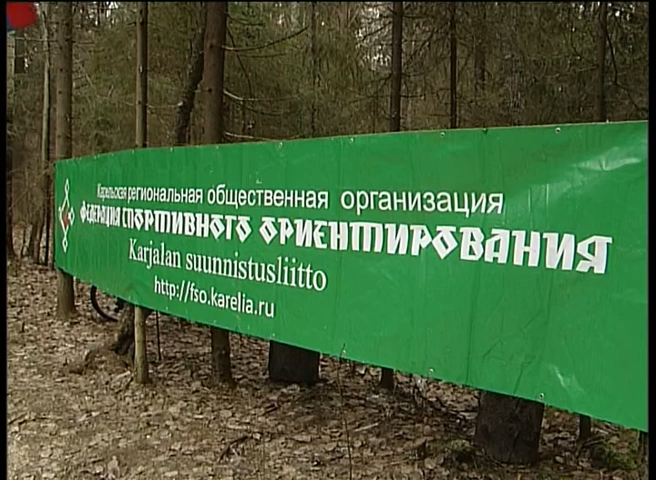 Карельская региональная общественная организация
ФЕДЕРАЦИЯ СПОРТИВНОГО ОРИЕНТИРОВАНИЯ
Karjalan suunnistusliitto
http://fso.karelia.ru